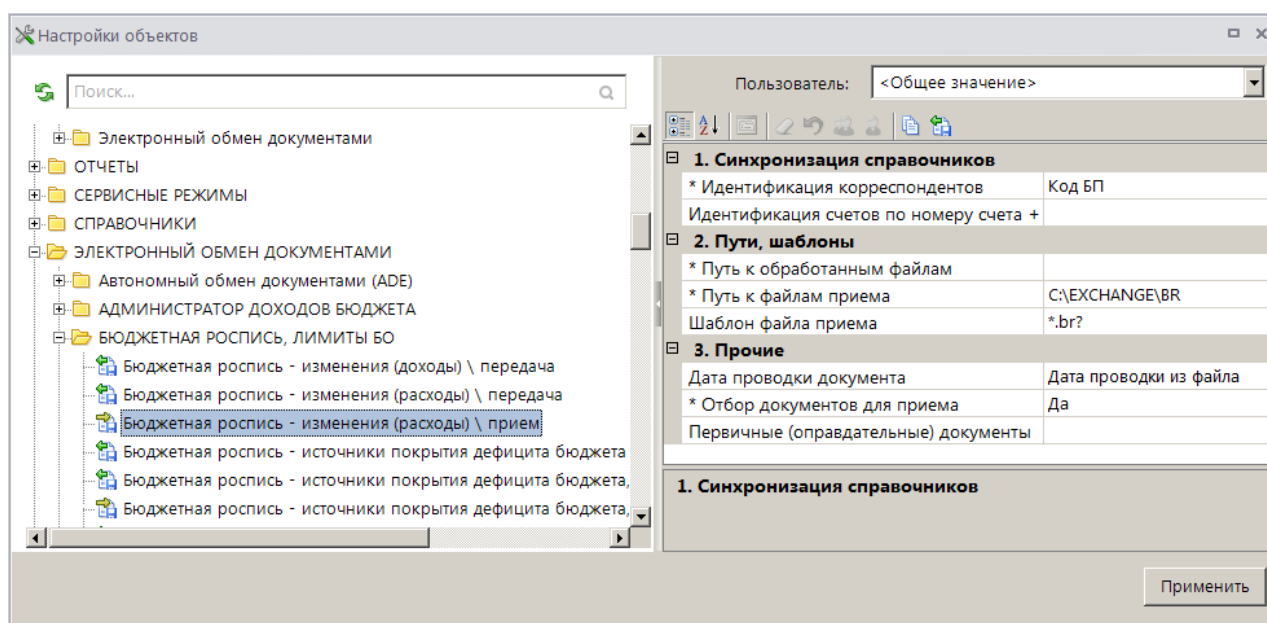 Настройки объектов
Поиск...
Электронный обмен документами
ОТЧЕТЫ
СЕРВИСНЫЕ РЕЖИМЫ
СПРАВОЧНИКИ
ЭЛЕКТРОННЫЙ ОБМЕН ДОКУМЕНТАМИ
Автономный обмен документами (ADE)
АДМИНИСТРАТОР ДОХОДОВ БЮДЖЕТА
БЮДЖЕТНАЯ РОСПИСЬ, ЛИМИТЫ БО
Бюджетная роспись - изменения (доходы) \ передача
Бюджетная роспись - изменения (расходы) \ передача
Бюджетная роспись - изменения (расходы) \ прием
Бюджетная роспись - источники покрытия дефицита бюджета
Бюджетная роспись - источники покрытия дефицита бюджета,
Бюджетная роспись - источники покрытия дефицита бюджета,
Пользователь: <Общее значение>
1. Синхронизация справочников
* Идентификация корреспондентов Код БП
Идентификация счетов по номеру счета +
2. Пути, шаблоны
* Путь к обработанным файлам
* Путь к файлам приема C:\EXCHANGE\BR
Шаблон файла приема *.br?
3. Прочие
Дата проводки документа Дата проводки из файла
* Отбор документов для приема Да
Первичные (оправдательные) документы
1. Синхронизация справочников
Применить